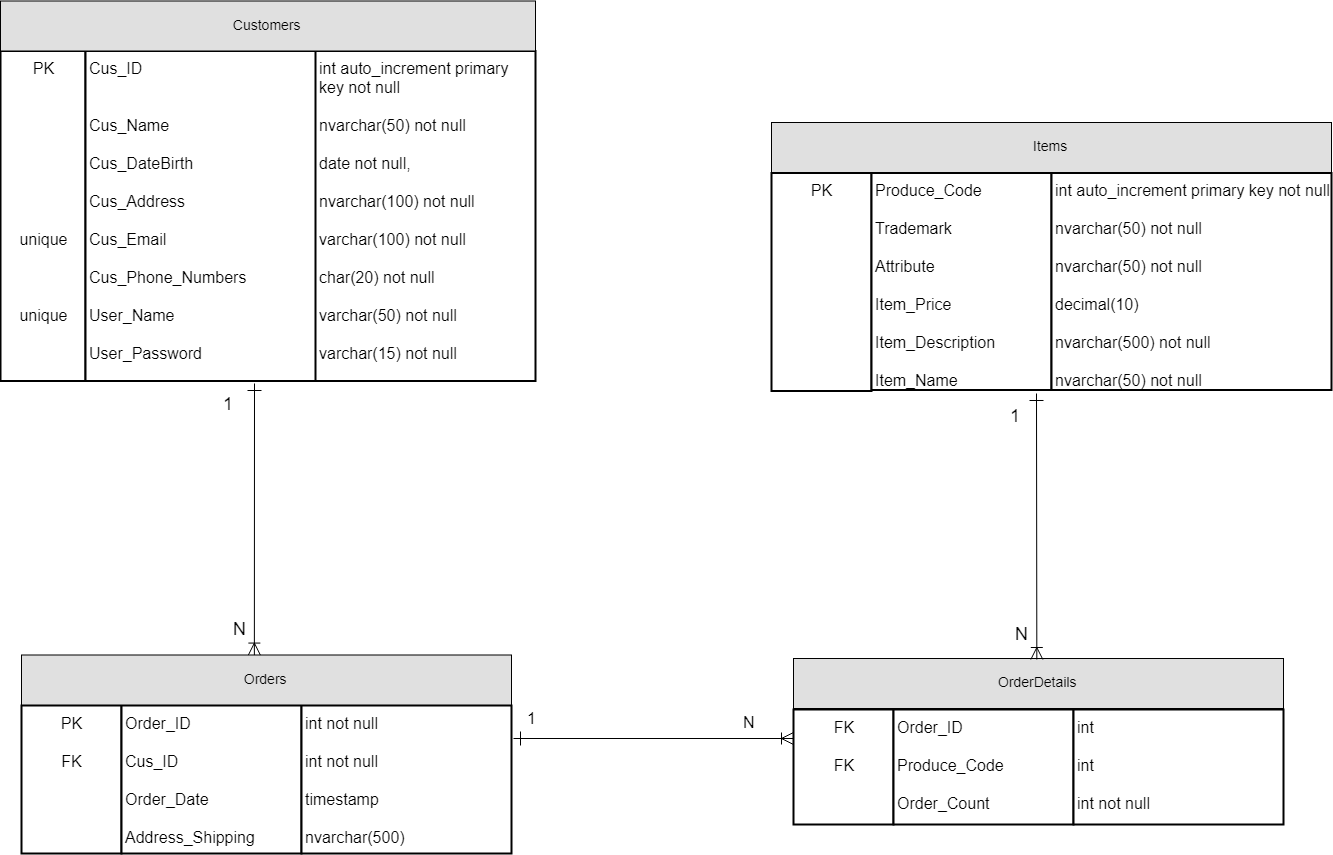 Customers
PK Cus_ID int auto_increment primary
key not null
Cus_Name nvarchar(50) not null
Cus_DateBirth date not null,
Cus_Address nvarchar(100) not null
unique Cus_Email varchar(100) not null
Cus_Phone_Numbers char(20) not null
unique User_Name varchar(50) not null
User_Password varchar(15) not null
Items
PK Produce_Code int auto_increment primary key not null
Trademark nvarchar(50) not null
Attribute nvarchar(50) not null
Item_Price decimal(10)
Item_Description nvarchar(500) not null
Item_Name nvarchar(50) not null
1
1
N
N
Orders
PK Order_ID int not null
FK Cus_ID int not null
Order_Date timestamp
Address_Shipping nvarchar(500)
1
N
OrderDetails
FK Order_ID int
FK Produce_Code int
Order_Count int not null